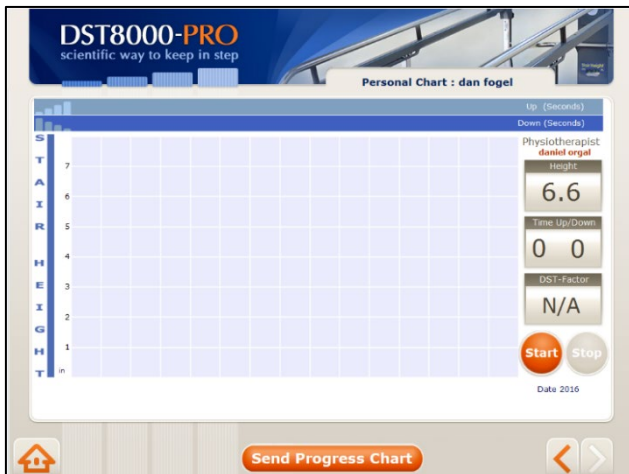 DST8000-PRO
scientific way to keep in step
Personal Chart : dan fogel
Up (Seconds)
Down (Seconds)
STAIR HEIGHT
7
6
5
4
3
2
1
in
Physiotherapist
daniel orgal
Height
6.6
Time Up/Down
0 0
DST-Factor
N/A
Start Stop
Date 2016
Send Progress Chart